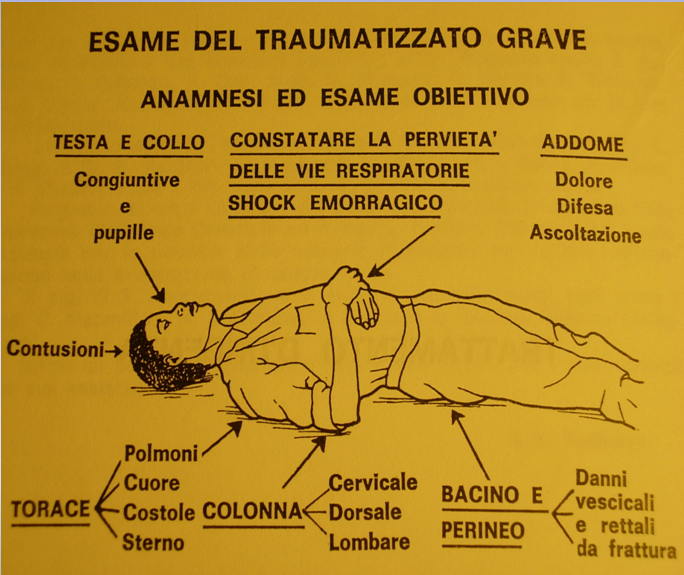 ESAME DEL TRAUMATIZZATO GRAVE
ANAMNESI ED ESAME OBIETTIVO
TESTA E COLLO
Congiuntive
e
pupille
CONSTATARE LA PERVIETA'
DELLE VIE RESPIRATORIE
SHOCK EMORRAGICO
ADDOME
Dolore
Difesa
Ascoltazione
Contusioni
TORACE
Polmoni
Cuore
Costole
Sterno
COLONNA
Cervicale
Dorsale
Lombare
BACINO E
PERINEO
Danni
vescicali
e rettali
da frattura